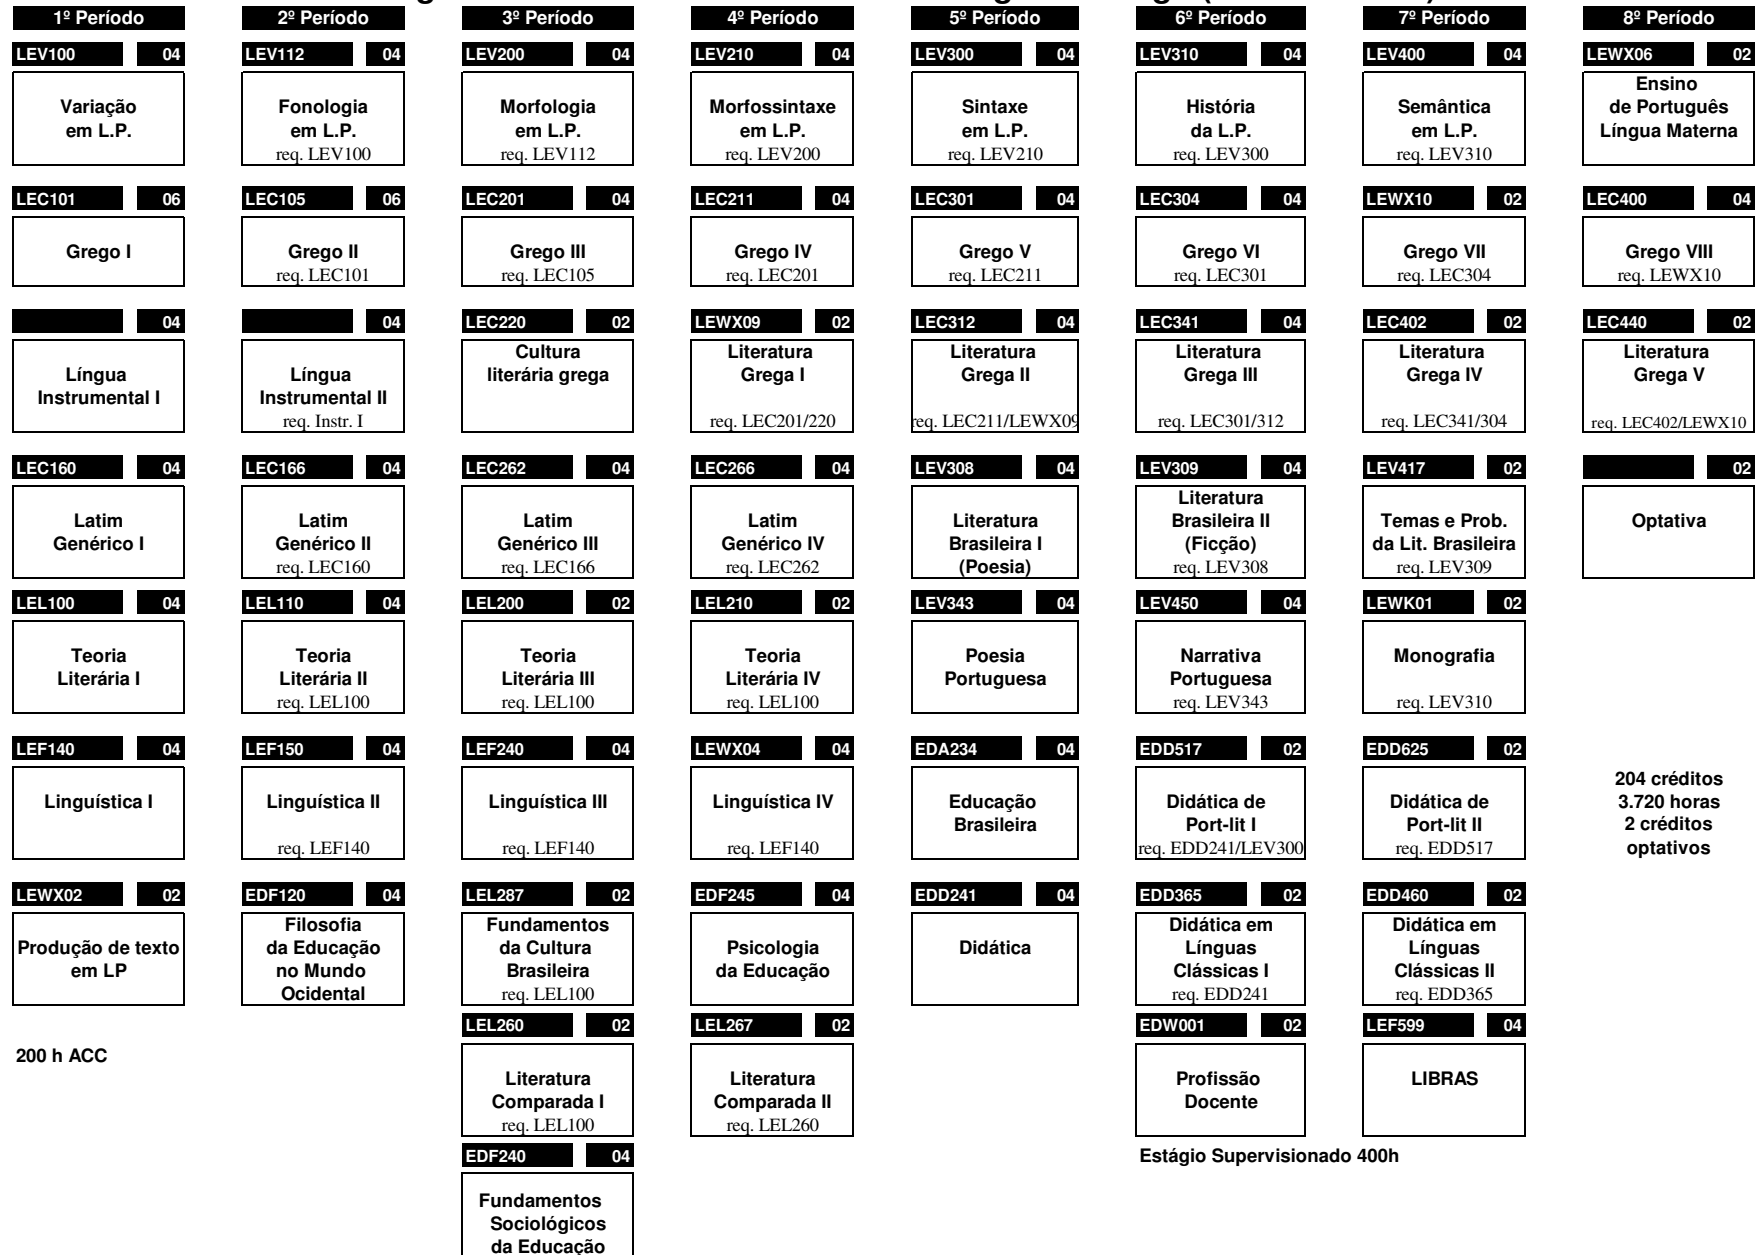 1º Período 2º Período 3º Período 4º Período 5º Período 6º Período 7º Período 8º Período
LEV100 04 LEV112 04 LEV200 04 LEV210 04 LEV300 04 LEV310 04 LEV400 04 LEWX06 02
Ensino
Variação Fonologia Morfologia Morfossintaxe Sintaxe História Semântica de Português
em L.P. em L.P. em L.P. em L.P. em L.P. da L.P. em L.P. Língua Materna
req. LEV100 req. LEV112 req. LEV200 req. LEV210 req. LEV300 req. LEV310
LEC101 06 LEC105 06 LEC201 04 LEC211 04 LEC301 04 LEC304 04 LEWX10 02 LEC400 04
Grego I Grego II Grego III Grego IV Grego V Grego VI Grego VII Grego VIII
req. LEC101 req. LEC105 req. LEC201 req. LEC211 req. LEC301 req. LEC304 req. LEWX10
04 04 LEC220 02 LEWX09 02 LEC312 04 LEC341 04 LEC402 02 LEC440 02
Cultura Literatura Literatura Literatura Literatura Literatura
Língua Língua literária grega Grega I Grega II Grega III Grega IV Grega V
Instrumental I Instrumental II
req. Instr. I req. LEC201/220 req. LEC211/LEWX09 req. LEC301/312 req. LEC341/304 req. LEC402/LEWX10
LEC160 04 LEC166 04 LEC262 04 LEC266 04 LEV308 04 LEV309 04 LEV417 02 02
Literatura
Latim Latim Latim Latim Literatura Brasileira II Temas e Prob. Optativa
Genérico I Genérico II Genérico III Genérico IV Brasileira I (Ficção) da Lit. Brasileira
req. LEC160 req. LEC166 req. LEC262 (Poesia) req. LEV308 req. LEV309
LEL100 04 LEL110 04 LEL200 02 LEL210 02 LEV343 04 LEV450 04 LEWK01 02
Teoria Teoria Teoria Teoria Poesia Narrativa Monografia
Literária I Literária II Literária III Literária IV Portuguesa Portuguesa
req. LEL100 req. LEL100 req. LEL100 req. LEV343 req. LEV310
LEF140 04 LEF150 04 LEF240 04 LEWX04 04 EDA234 04 EDD517 02 EDD625 02
204 créditos
Linguística I Linguística II Linguística III Linguística IV Educação Didática de Didática de 3.720 horas
Brasileira Port-lit I Port-lit II 2 créditos
req. LEF140 req. LEF140 req. LEF140 req. EDD241/LEV300 req. EDD517 optativos
LEWX02 02 EDF120 04 LEL287 02 EDF245 04 EDD241 04 EDD365 02 EDD460 02
Filosofia Fundamentos Didática em Didática em
Produção de texto da Educação da Cultura Psicologia Didática Línguas Línguas
em LP no Mundo Brasileira da Educação Clássicas I Clássicas II
Ocidental req. LEL100 req. EDD241 req. EDD365
LEL260 02 LEL267 02 EDW001 02 LEF599 04
200 h ACC
Literatura Literatura Profissão LIBRAS
Comparada I Comparada II Docente
req. LEL100 req. LEL260
EDF240 04 Estágio Supervisionado 400h
Fundamentos
Sociológicos
da Educação